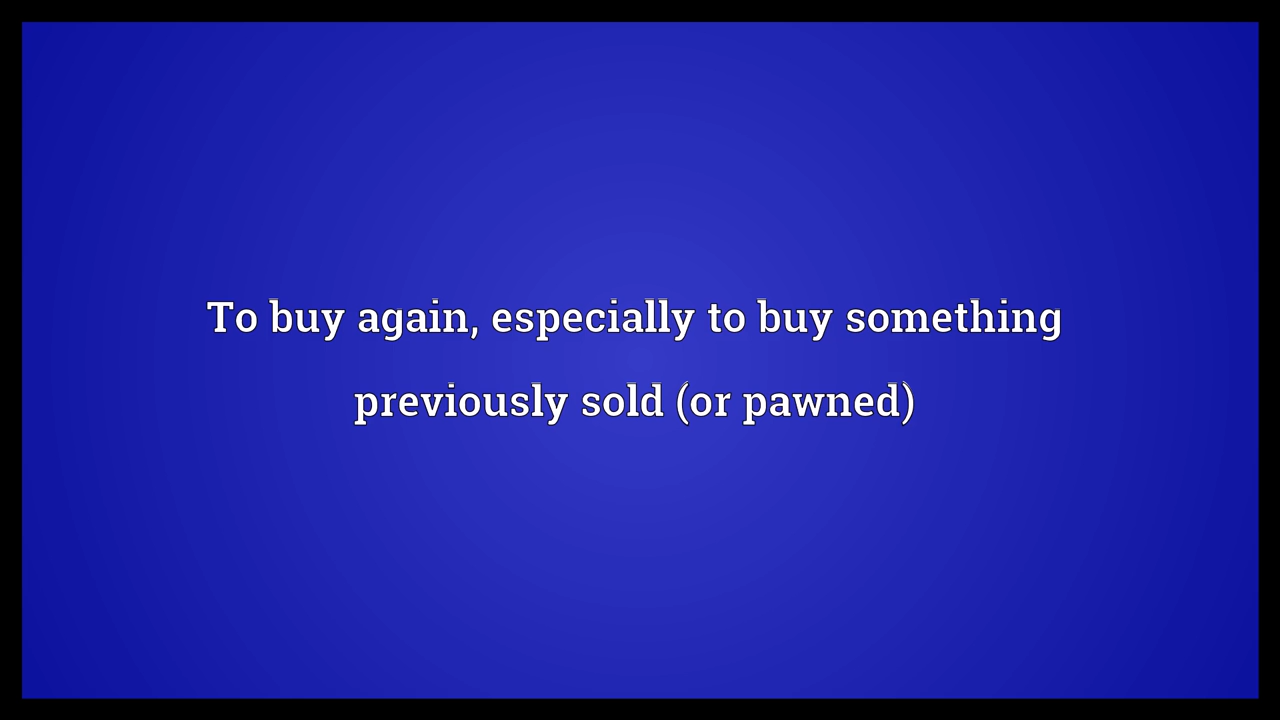 To buy again, especially to buy something
previously sold (or pawned)